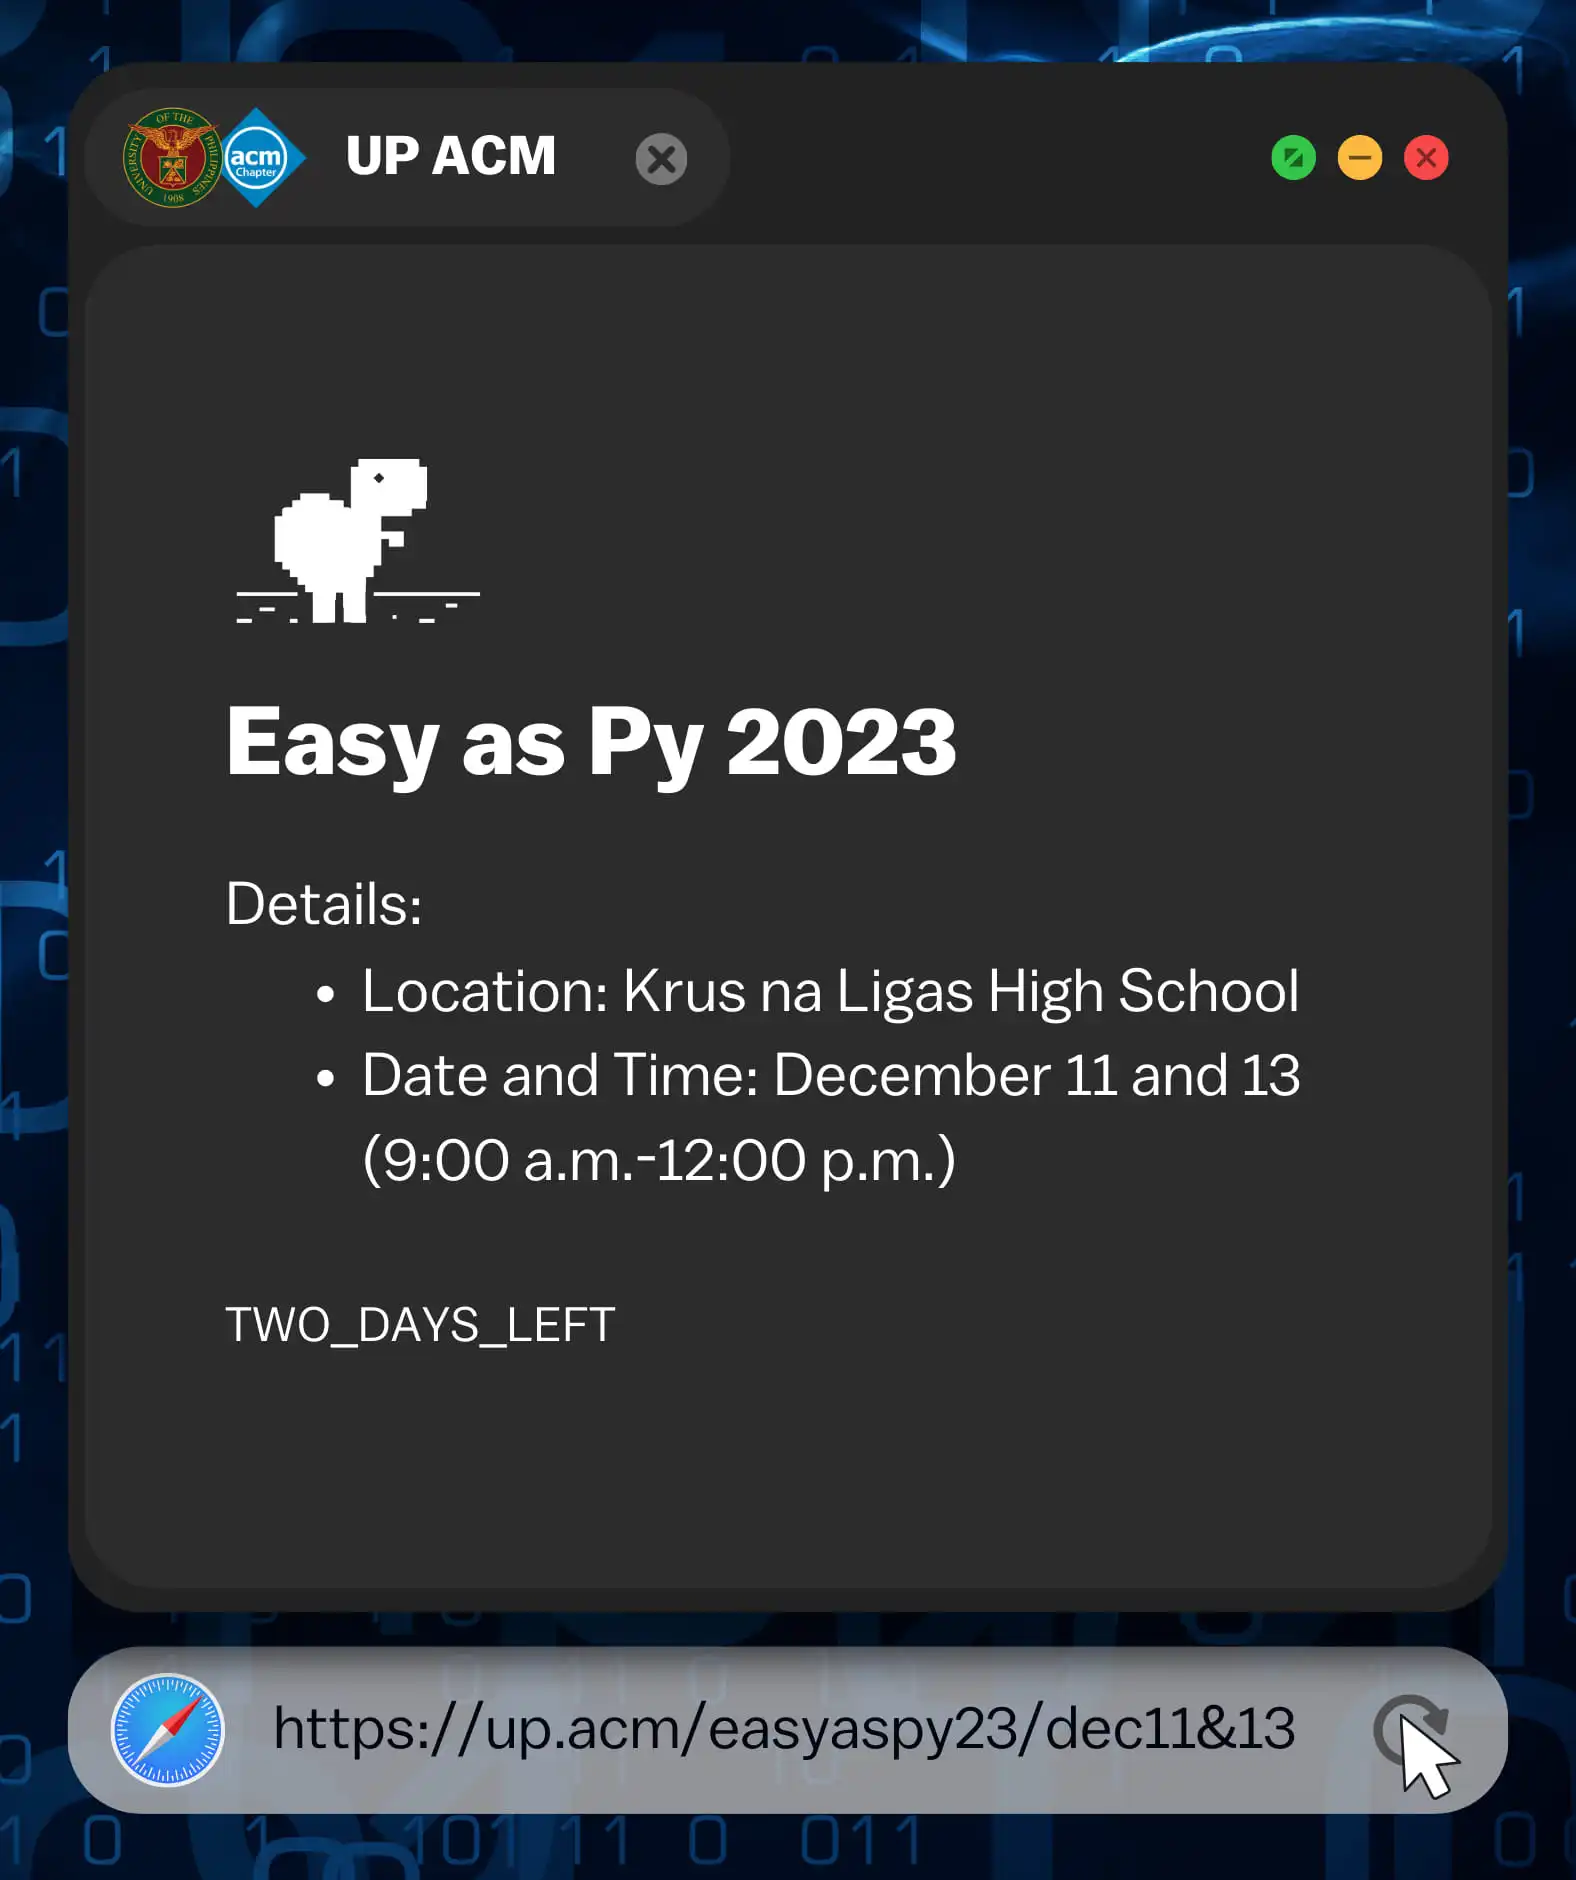 UNIVERSITY OF THE PHILIPPINES
1908
acm
Chapter
UP ACM
Easy as Py 2023
Details:
• Location: Krus na Ligas High School
• Date and Time: December 11 and 13
(9:00 a.m.-12:00 p.m.)
TWO_DAYS_LEFT
https://up.acm/easyaspy23/dec11&13